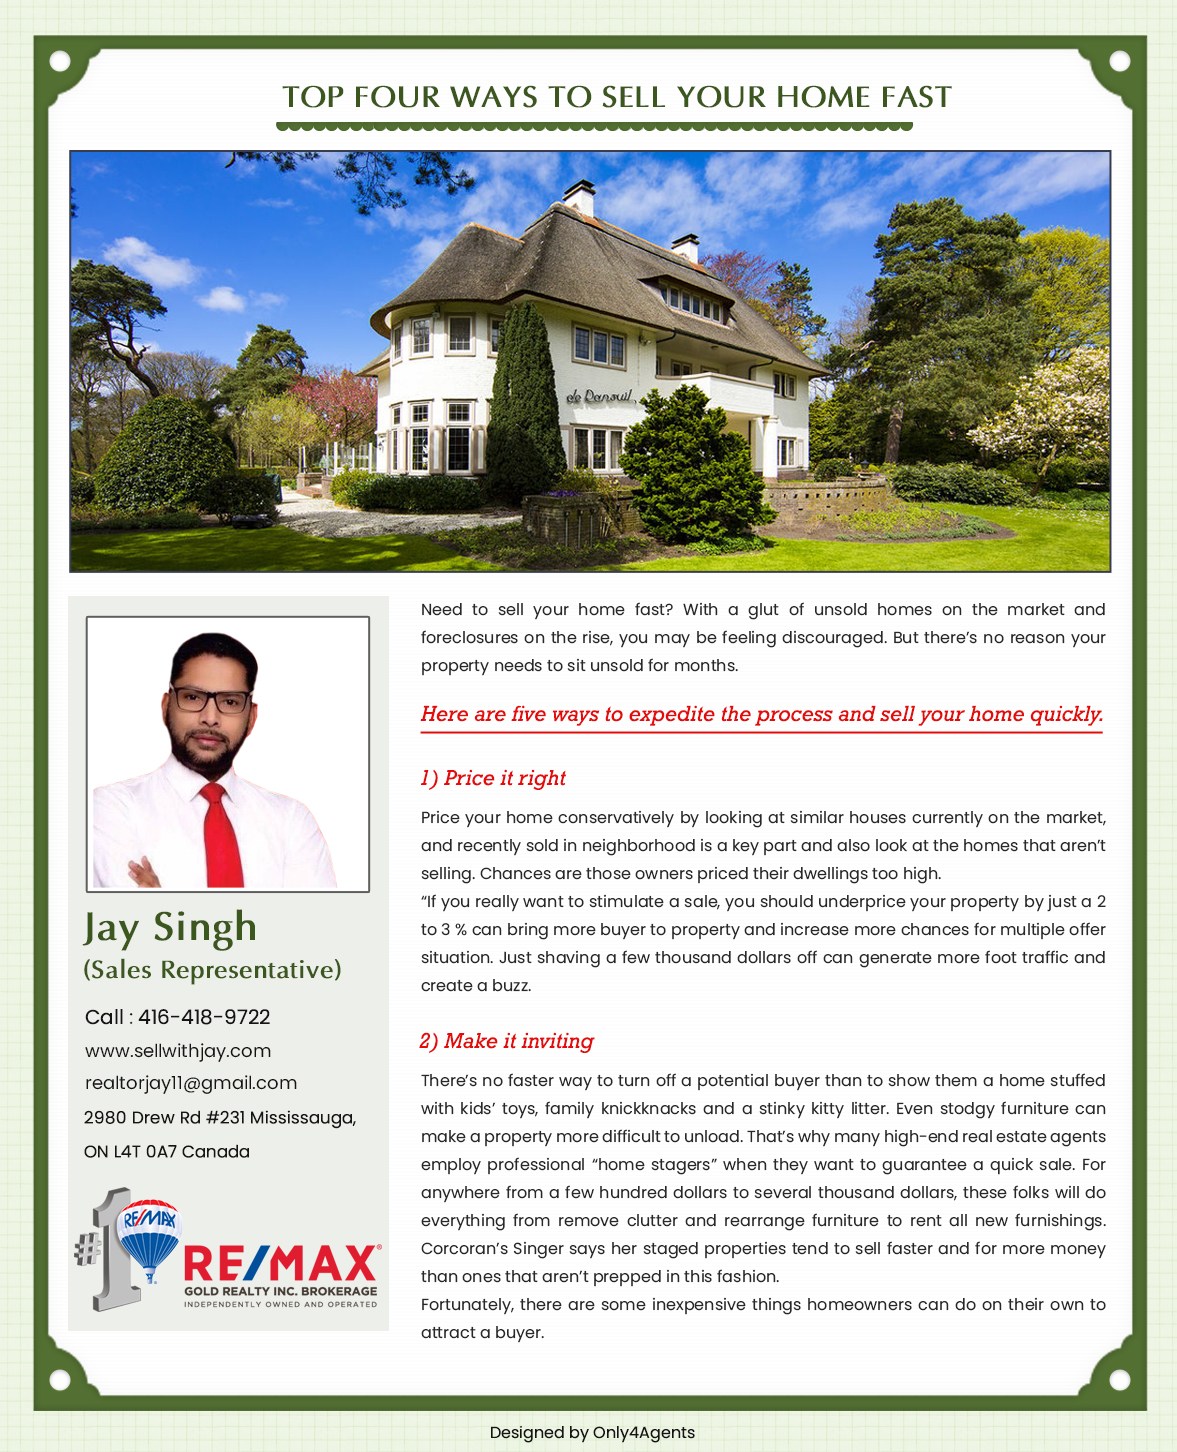 TOP FOUR WAYS TO SELL YOUR HOME FAST
Need to sell your home fast? With a glut of unsold homes on the market and
foreclosures on the rise, you may be feeling discouraged. But there’s no reason your
property needs to sit unsold for months.
Here are five ways to expedite the process and sell your home quickly.
1) Price it right
Price your home conservatively by looking at similar houses currently on the market,
and recently sold in neighborhood is a key part and also look at the homes that aren’t
selling. Chances are those owners priced their dwellings too high.
“If you really want to stimulate a sale, you should underprice your property by just a 2
to 3 % can bring more buyer to property and increase more chances for multiple offer
situation. Just shaving a few thousand dollars off can generate more foot traffic and
create a buzz.
2) Make it inviting
There’s no faster way to turn off a potential buyer than to show them a home stuffed
with kids’ toys, family knickknacks and a stinky kitty litter. Even stodgy furniture can
make a property more difficult to unload. That’s why many high-end real estate agents
employ professional “home stagers” when they want to guarantee a quick sale. For
anywhere from a few hundred dollars to several thousand dollars, these folks will do
everything from remove clutter and rearrange furniture to rent all new furnishings.
Corcoran’s Singer says her staged properties tend to sell faster and for more money
than ones that aren’t prepped in this fashion.
Fortunately, there are some inexpensive things homeowners can do on their own to
attract a buyer.
Jay Singh
(Sales Representative)
Call : 416-418-9722
www.sellwithjay.com
realtorjay11@gmail.com
2980 Drew Rd #231 Mississauga,
ON L4T 0A7 Canada
#1
RE/MAX
RE/MAX®
GOLD REALTY INC. BROKERAGE
INDEPENDENTLY OWNED AND OPERATED
Designed by Only4Agents